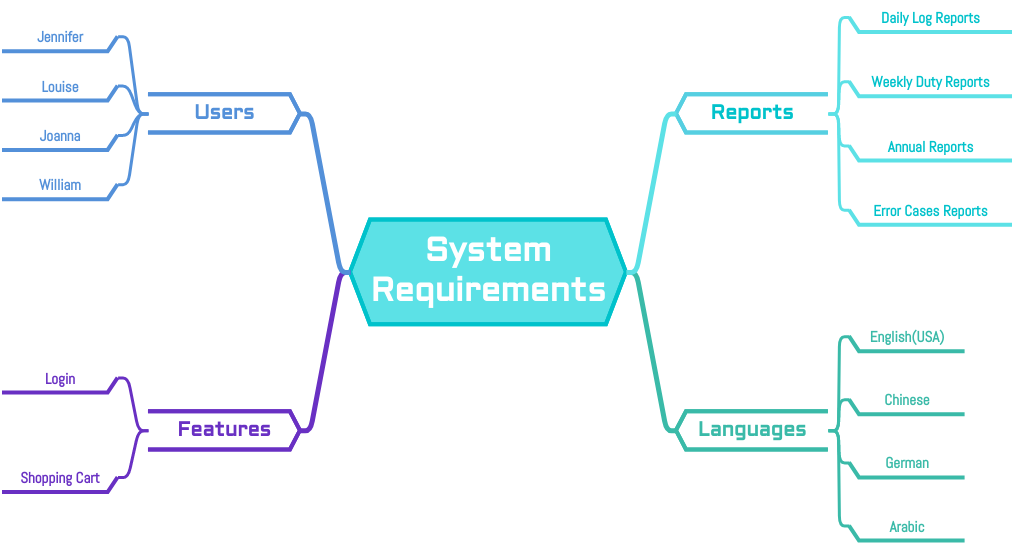 System
Requirements
Users
Jennifer
Louise
Joanna
William
Features
Login
Shopping Cart
Reports
Daily Log Reports
Weekly Duty Reports
Annual Reports
Error Cases Reports
Languages
English(USA)
Chinese
German
Arabic